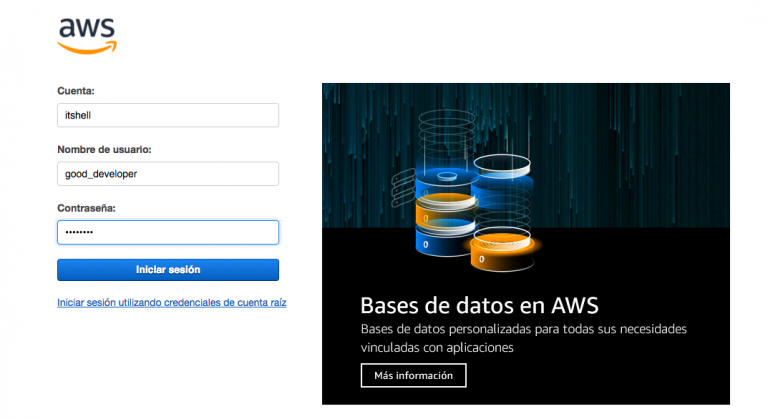 aws
Cuenta:
itshell
Nombre de usuario:
good_developer
Contraseña:
••••••••
Iniciar sesión
Iniciar sesión utilizando credenciales de cuenta raíz
0
0
0
0
Bases de datos en AWS
Bases de datos personalizadas para todas sus necesidades
vinculadas con aplicaciones
Más información